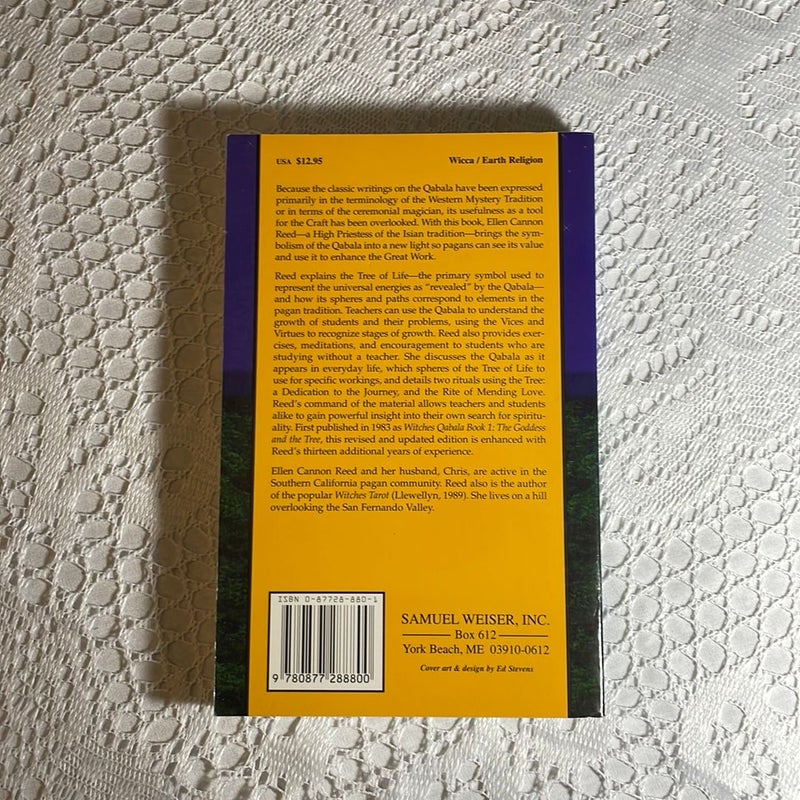 USA $12.95 Wicca / Earth Religion
Because the classic writings on the Qabala have been expressed
primarily in the terminology of the Western Mystery Tradition
or in terms of the ceremonial magician, its usefulness as a tool
for the Craft has been overlooked. With this book, Ellen Cannon
Reed—a High Priestess of the Isian tradition—brings the sym-
bolism of the Qabala into a new light so pagans can see its value
and use it to enhance the Great Work.
Reed explains the Tree of Life—the primary symbol used to
represent the universal energies as “revealed” by the Qabala—
and how its spheres and paths correspond to elements in the
pagan tradition. Teachers can use the Qabala to understand the
growth of students and their problems, using the Vices and
Virtues to recognize stages of growth. Reed also provides exer-
cises, meditations, and encouragement to students who are
studying without a teacher. She discusses the Qabala as it
appears in everyday life, which spheres of the Tree of Life to
use for specific workings, and details two rituals using the Tree:
a Dedication to the Journey, and the Rite of Mending Love.
Reed’s command of the material allows teachers and students
alike to gain powerful insight into their own search for spiritu-
ality. First published in 1983 as Witches Qabala Book 1: The Goddess
and the Tree, this revised and updated edition is enhanced with
Reed’s thirteen additional years of experience.
Ellen Cannon Reed and her husband, Chris, are active in the
Southern California pagan community. Reed also is the author
of the popular Witches Tarot (Llewellyn, 1989). She lives on a hill
overlooking the San Fernando Valley.
ISBN 0-87728-880-1
9 780877 288800
SAMUEL WEISER, INC.
Box 612
York Beach, ME 03910-0612
Cover art & design by Ed Stevens